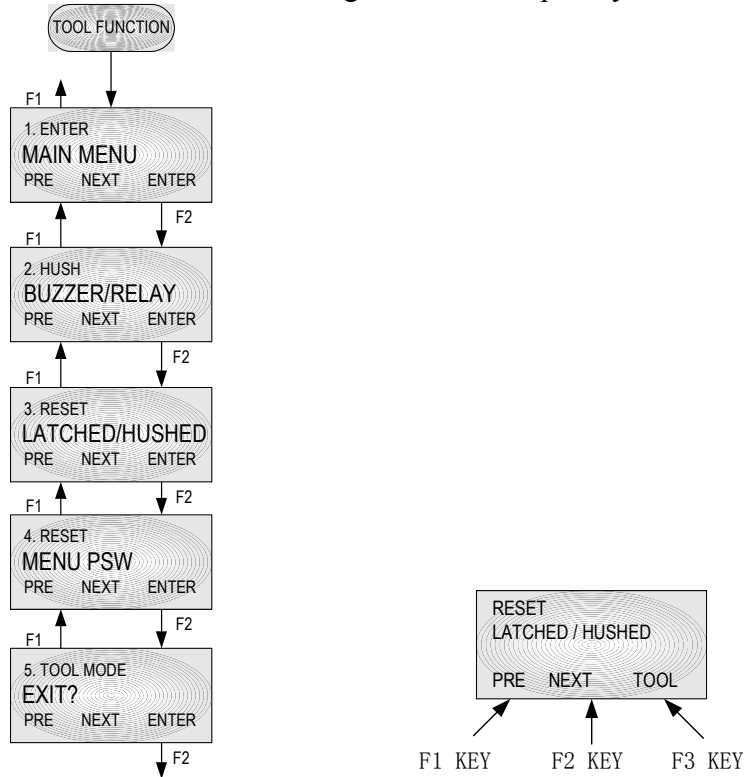 TOOL FUNCTION
F1
1. ENTER
MAIN MENU
PRE NEXT ENTER
F2
F1
2. HUSH
BUZZER/RELAY
PRE NEXT ENTER
F2
F1
3. RESET
LATCHED/HUSHED
PRE NEXT ENTER
F2
F1
4. RESET
MENU PSW
PRE NEXT ENTER
F2
F1
5. TOOL MODE
EXIT?
PRE NEXT ENTER
F2
RESET
LATCHED / HUSHED
PRE NEXT TOOL
F1 KEY F2 KEY F3 KEY